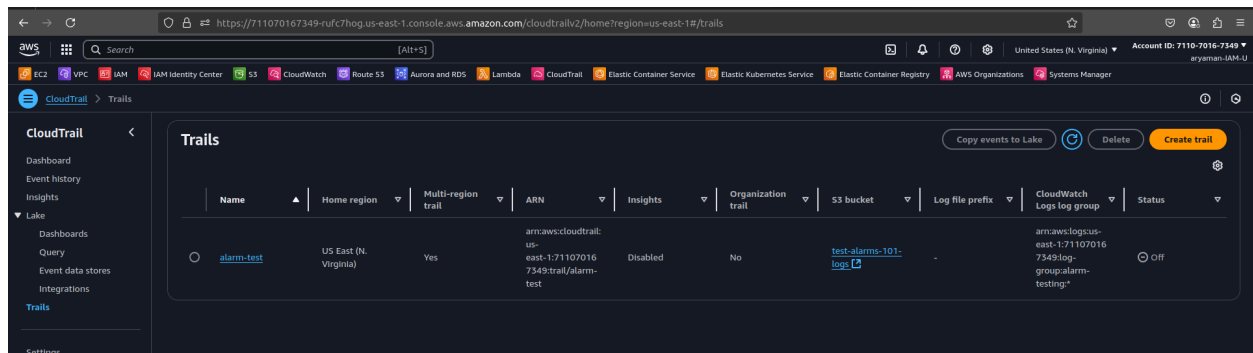 https://711070167349-rufc7hog.us-east-1.console.aws.amazon.com/cloudtrailv2/home?region=us-east-1#/trails
aws Search [Alt+S] United States (N. Virginia) ▼ Account ID: 7110-7016-7349 ▼
aryaman-IAM-U
EC2 VPC IAM IAM Identity Center S3 CloudWatch Route 53 Aurora and RDS Lambda CloudTrail Elastic Container Service Elastic Kubernetes Service Elastic Container Registry AWS Organizations Systems Manager
CloudTrail > Trails
CloudTrail
Dashboard
Event history
Insights
Lake
Dashboards
Query
Event data stores
Integrations
Trails
Settings
Trails
Copy events to Lake Delete Create trail
Name Home region Multi-region trail ARN Insights Organization trail S3 bucket Log file prefix CloudWatch Logs log group Status
alarm-test
US East (N.
Virginia)
Yes
arn:aws:cloudtrail:
us-
east-1:71107016
7349:trail/alarm-
test
Disabled
No
test-alarms-101-
logs
-
arn:aws:logs:us-
east-1:71107016
7349:log-
group:alarm-
testing:*
Off